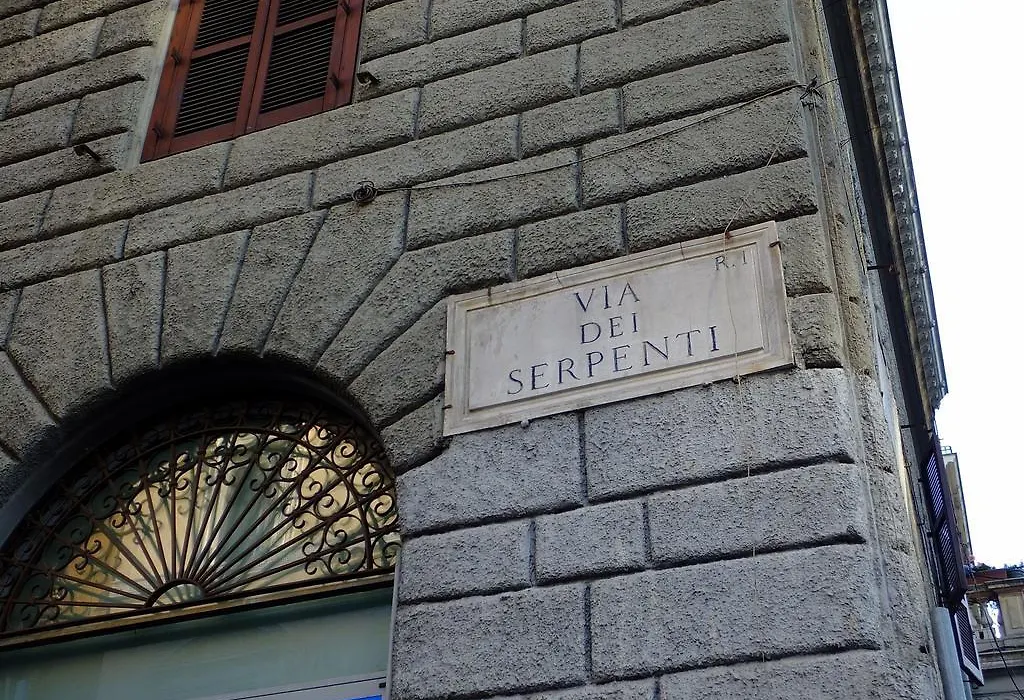 R. I
VIA
DEI
SERPENTI